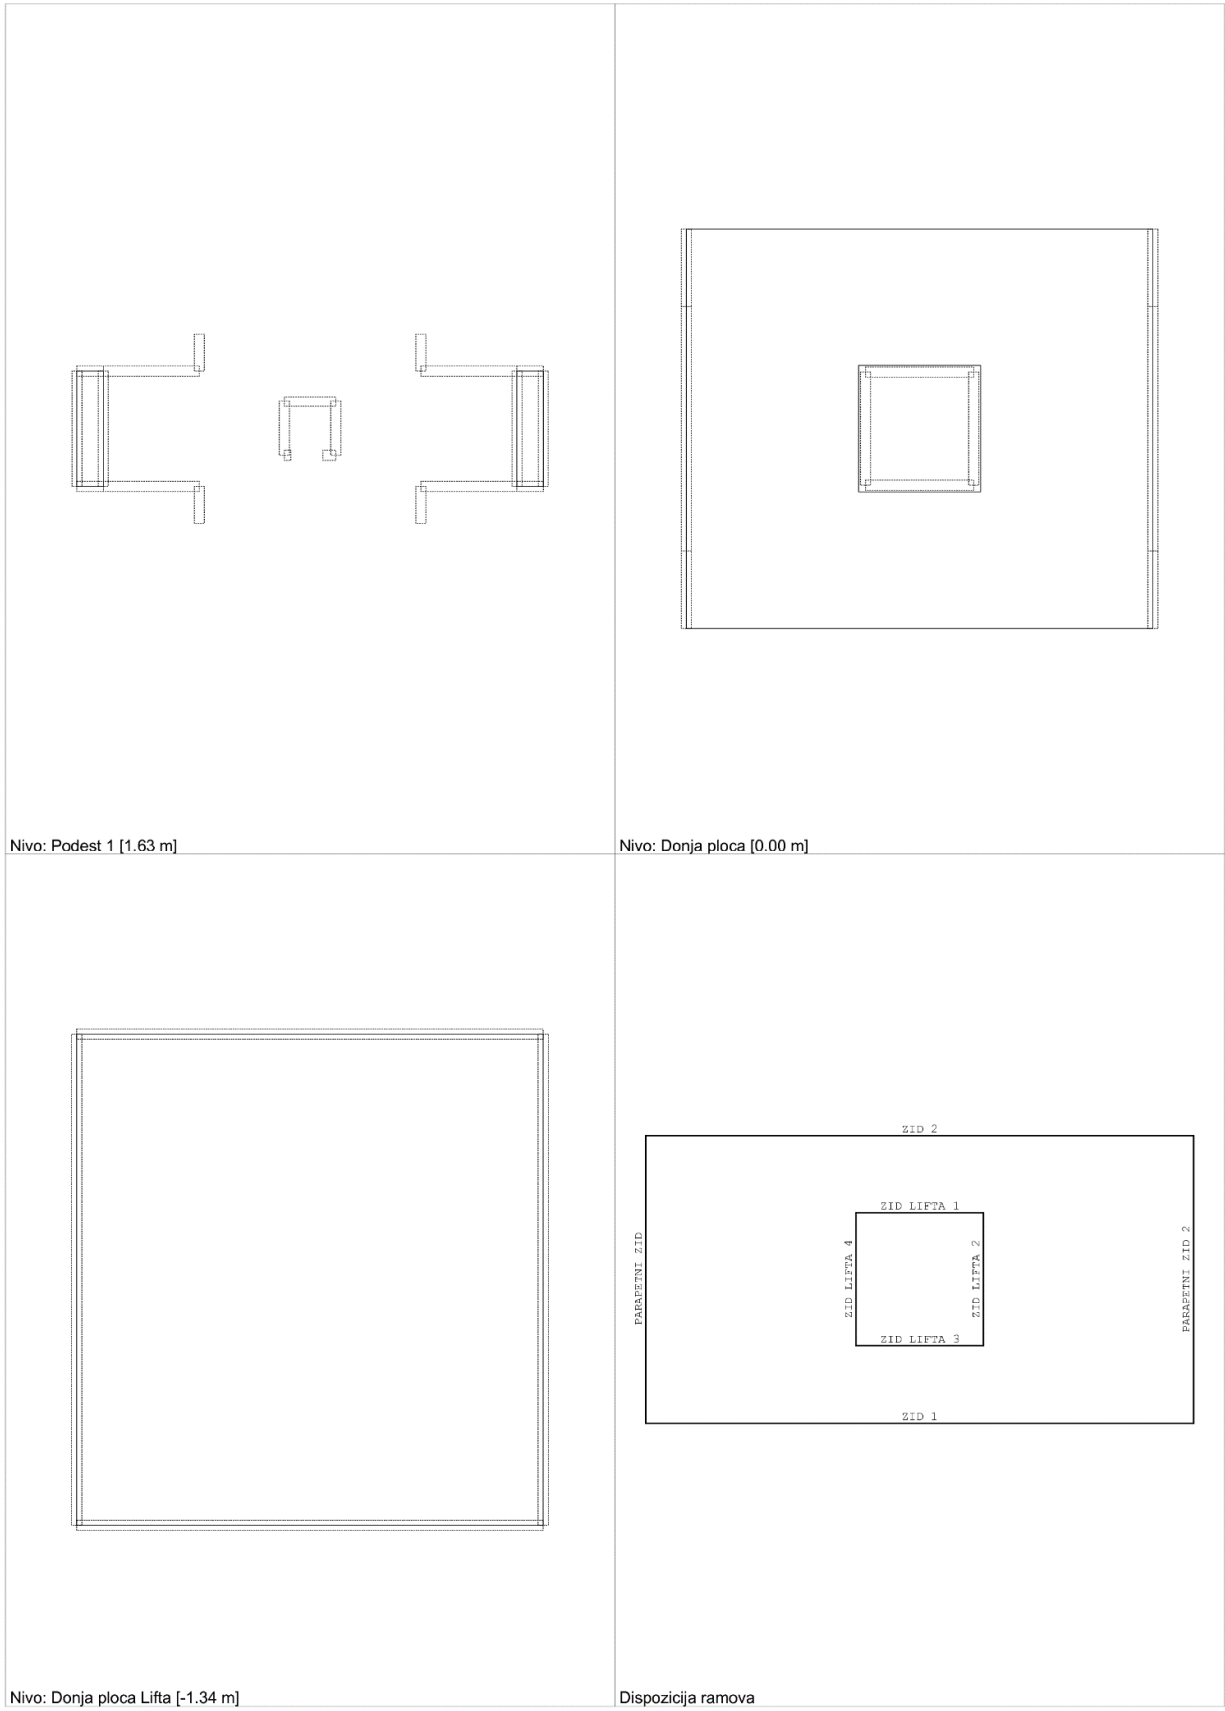 Nivo: Podest 1 [1.63 m]
Nivo: Donja ploca [0.00 m]
Nivo: Donja ploca Lifta [-1.34 m]
ZID 2
ZID LIFTA 1
PARAPETNI ZID
ZID LIFTA 4
ZID LIFTA 2
PARAPETNI ZID 2
ZID LIFTA 3
ZID 1
Dispozicija ramova